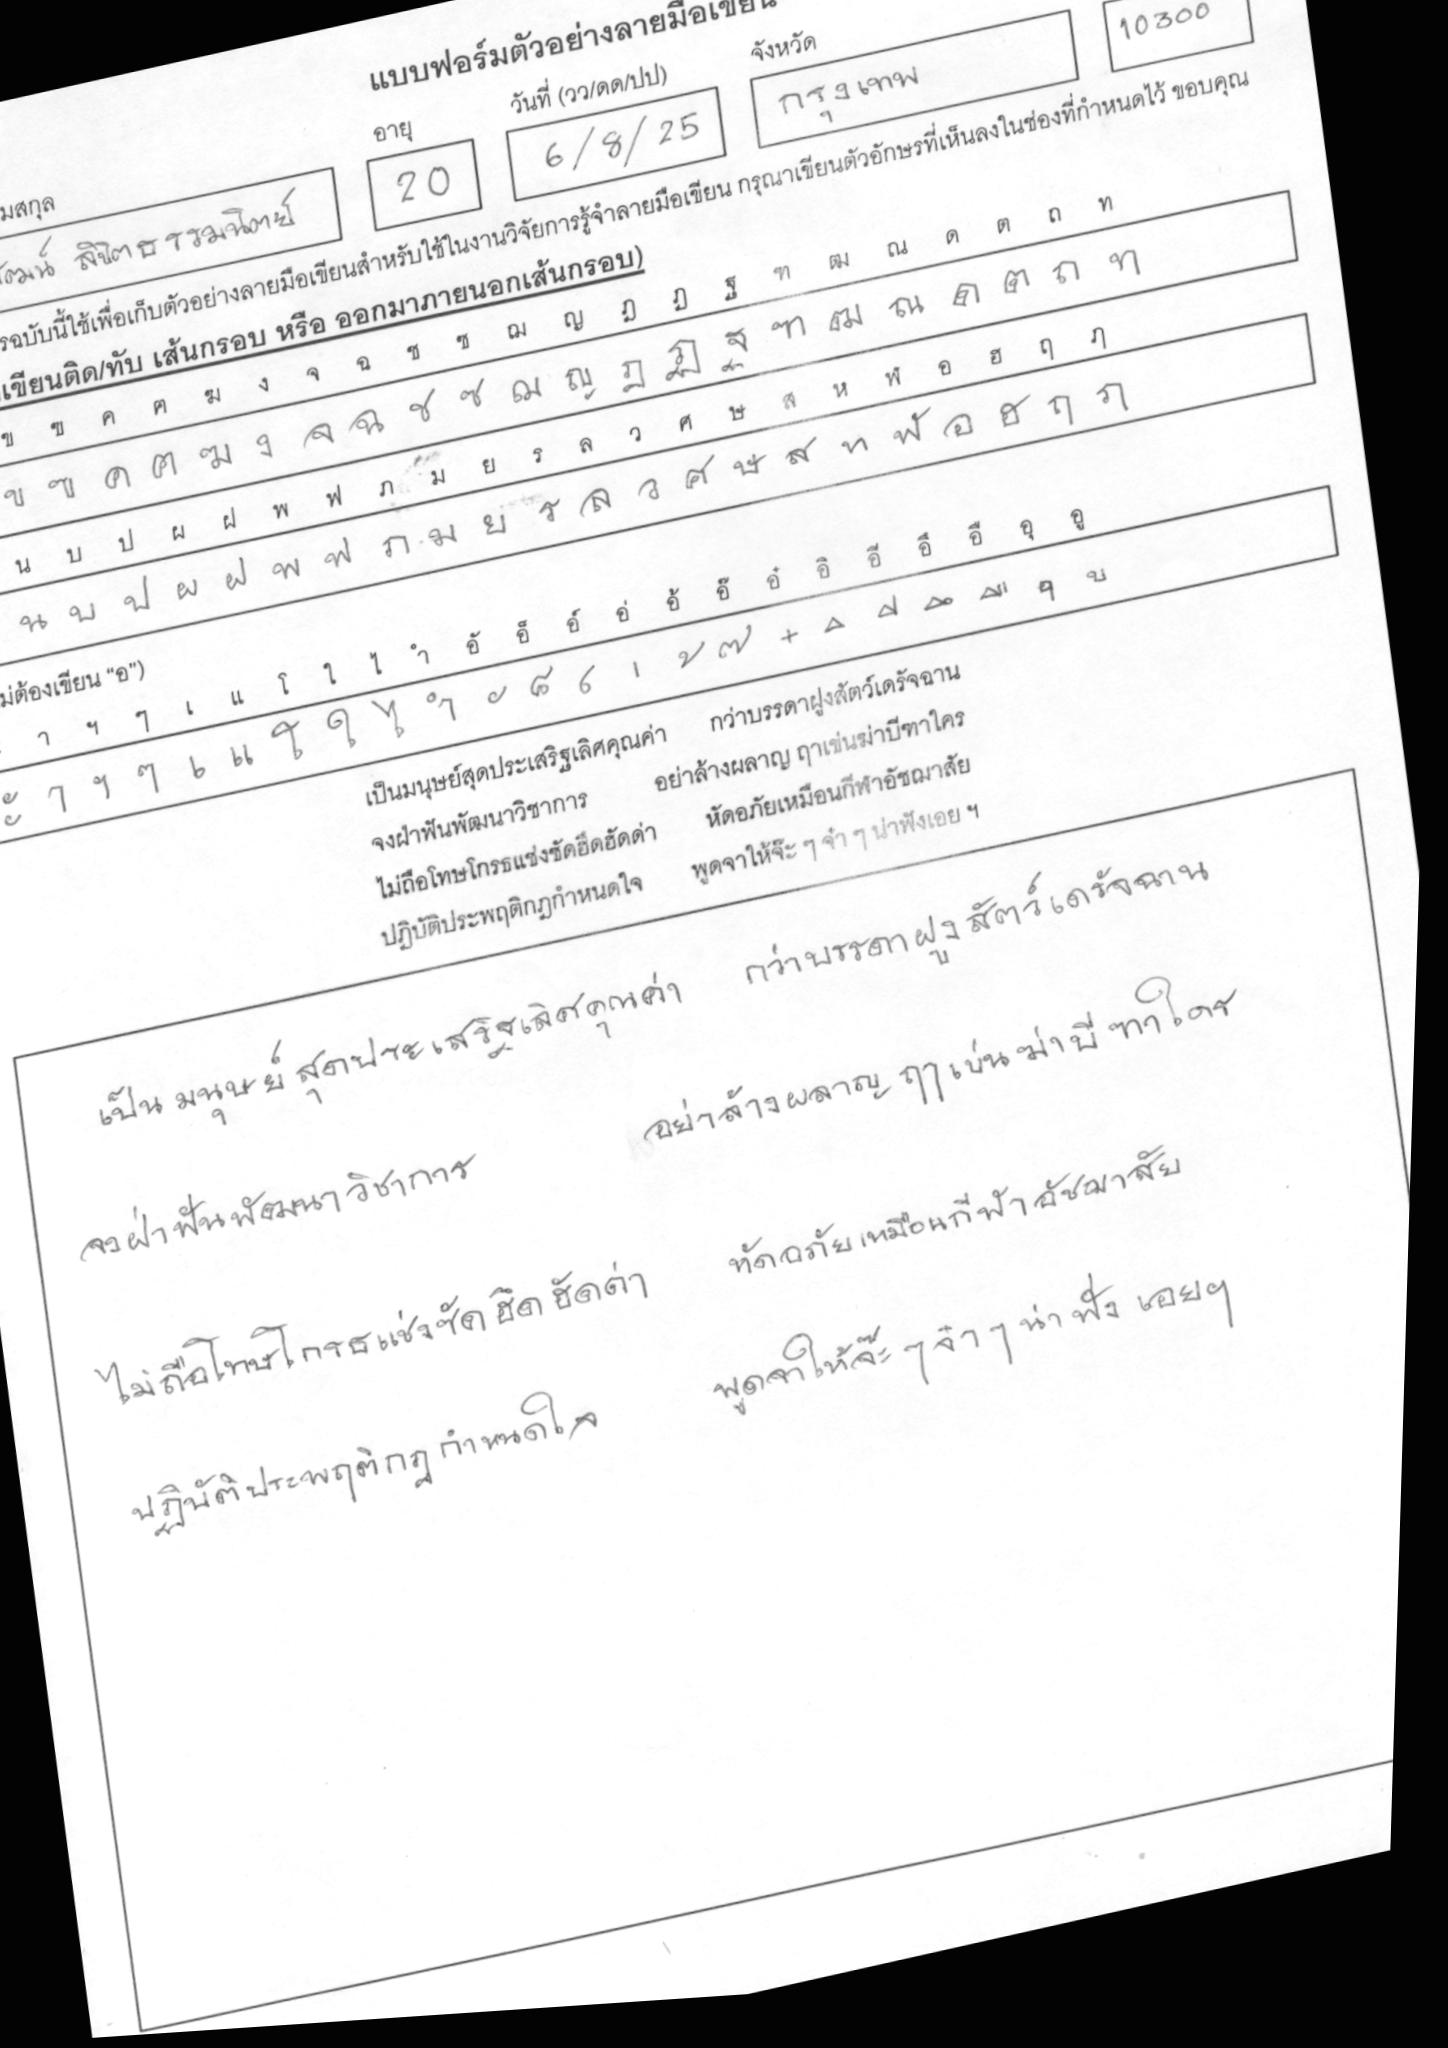 แบบฟอร์มตัวอย่างลายมือเขียน
อายุ วันที่ (วว/ดด/ปป) จังหวัด
20 6/8/25 กรุงเทพ 10300
รฉบับนี้ใช้เพื่อเก็บตัวอย่างลายมือเขียนสำหรับใช้ในงานวิจัยการรู้จำลายมือเขียน กรุณาเขียนตัวอักษรที่เห็นลงในช่องที่กำหนดไว้ ขอบคุณ
เขียนติด/ทับ เส้นกรอบ หรือ ออกมาภายนอกเส้นกรอบ)
ข ฃ ค ฅ ฆ ง จ ฉ ช ซ ฌ ญ ฎ ฏ ฐ ฑ ฒ ณ ด ต ถ ท
ข ฃ ค ฅ ฆ ง จ ฉ ช ซ ฌ ญ ฎ ฏ ฐ ฑ ฒ ณ ด ต ถ ท
น บ ป ผ ฝ พ ฟ ภ ม ย ร ล ว ศ ษ ส ห ฬ อ ฮ ฤ ฦ
น บ ป ผ ฝ พ ฟ ภ ม ย ร ล ว ศ ษ ส ห ฬ อ ฮ ฤ ฦ
ม่ต้องเขียน “อ”)
า ฯ ๆ เ แ โ ใ ไ ำ อั อ็ อ์ อ่ อ้ อ๊ อ๋ อิ อี อึ อื อุ อู
ะ า ฯ ๆ เ แ โ ใ ไ ำ ั ็ ์ ่ ้ ๊ ๋ ิ ี ึ ื ุ ู
เป็นมนุษย์สุดประเสริฐเลิศคุณค่า กว่าบรรดาฝูงสัตว์เดรัจฉาน
จงฝ่าฟันพัฒนาวิชาการ อย่าล้างผลาญ ฤๅเข่นฆ่าบีฑาใคร
ไม่ถือโทษโกรธแช่งซัดฮึดฮัดด่า หัดอภัยเหมือนกีฬาอัชฌาสัย
ปฏิบัติประพฤติกฎกำหนดใจ พูดจาให้จ๊ะ ๆ จ๋า ๆ น่าฟังเอย ฯ
เป็นมนุษย์สุดประเสริฐเลิศคุณค่า กว่าบรรดาฝูงสัตว์เดรัจฉาน
จงฝ่าฟันพัฒนาวิชาการ อย่าล้างผลาญ ฤๅเข่นฆ่าบีฑาใคร
ไม่ถือโทษโกรธแช่งซัดฮึดฮัดด่า หัดอภัยเหมือนกีฬาอัชฌาสัย
ปฏิบัติประพฤติกฎกำหนดใจ พูดจาให้จ๊ะ ๆ จ๋า ๆ น่าฟังเอยฯ